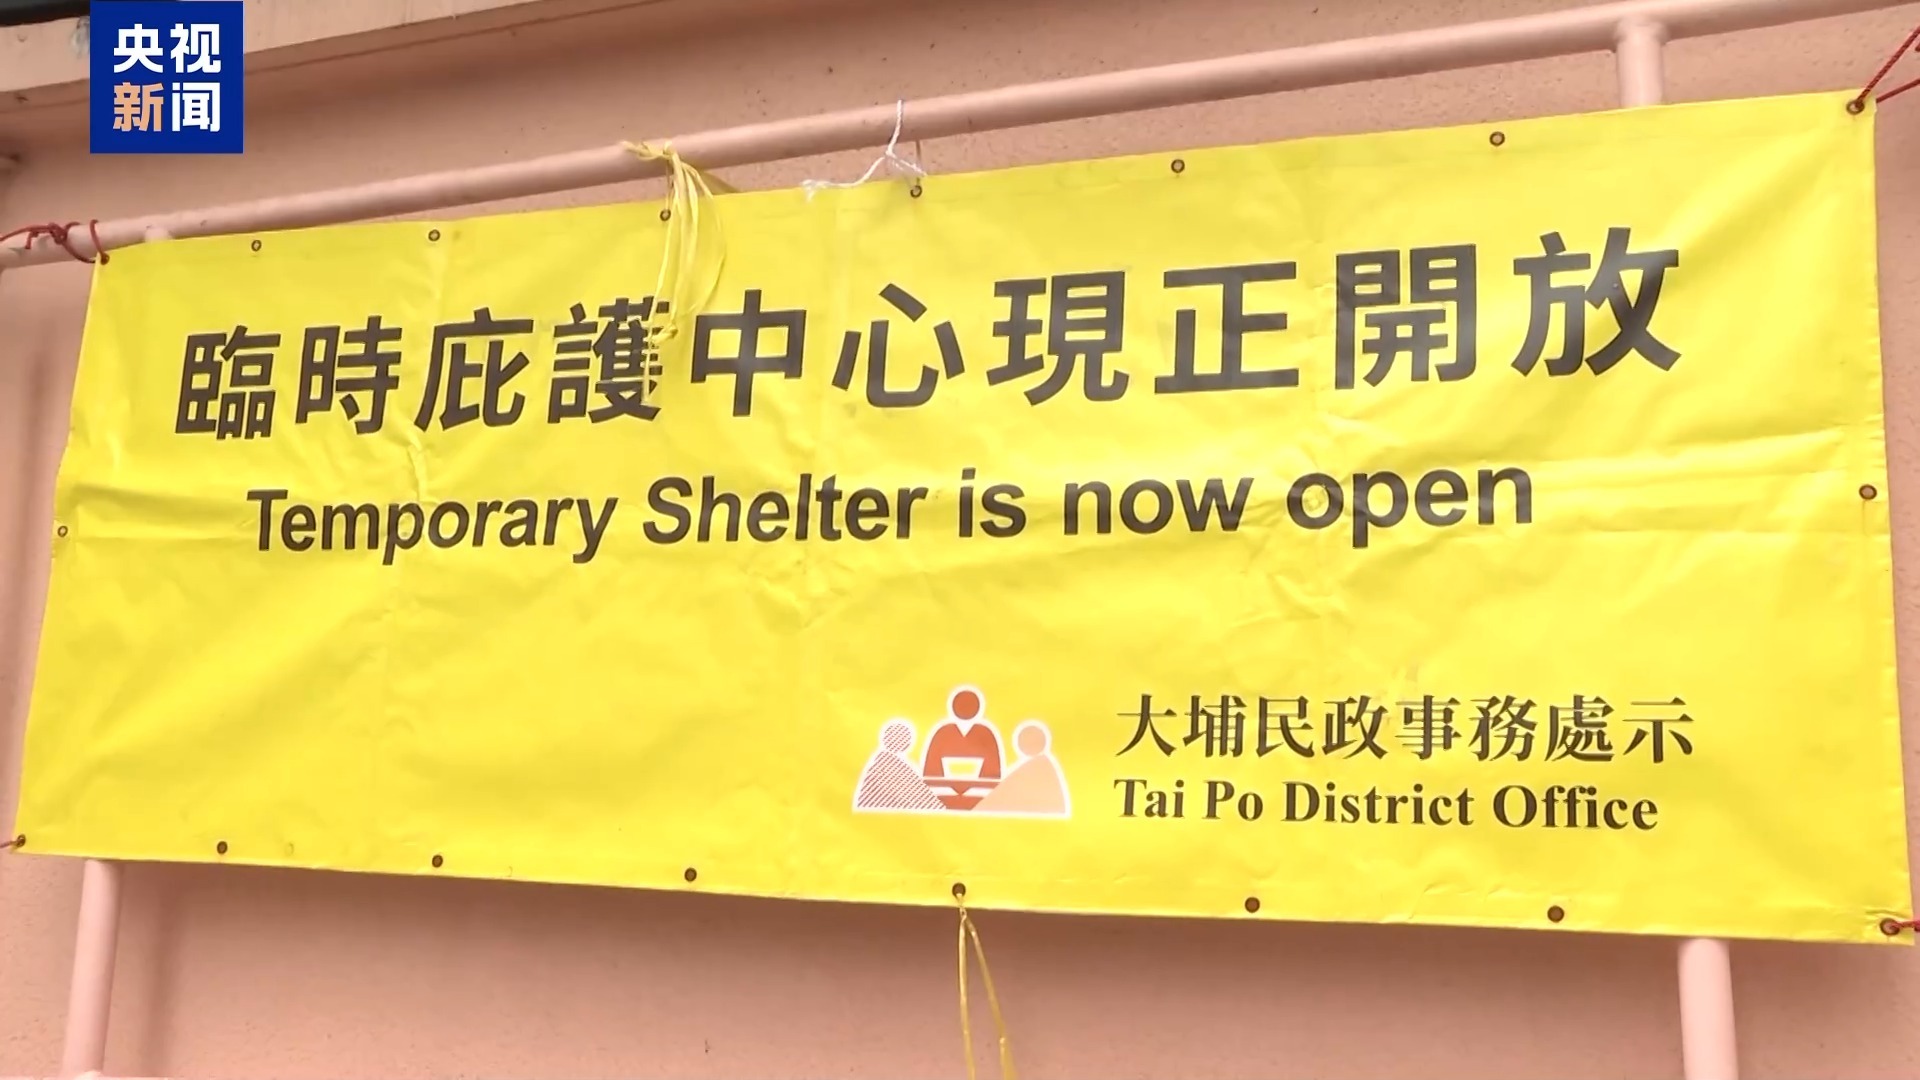 央视
新闻
臨時庇護中心現正開放
Temporary Shelter is now open
大埔民政事務處示
Tai Po District Office